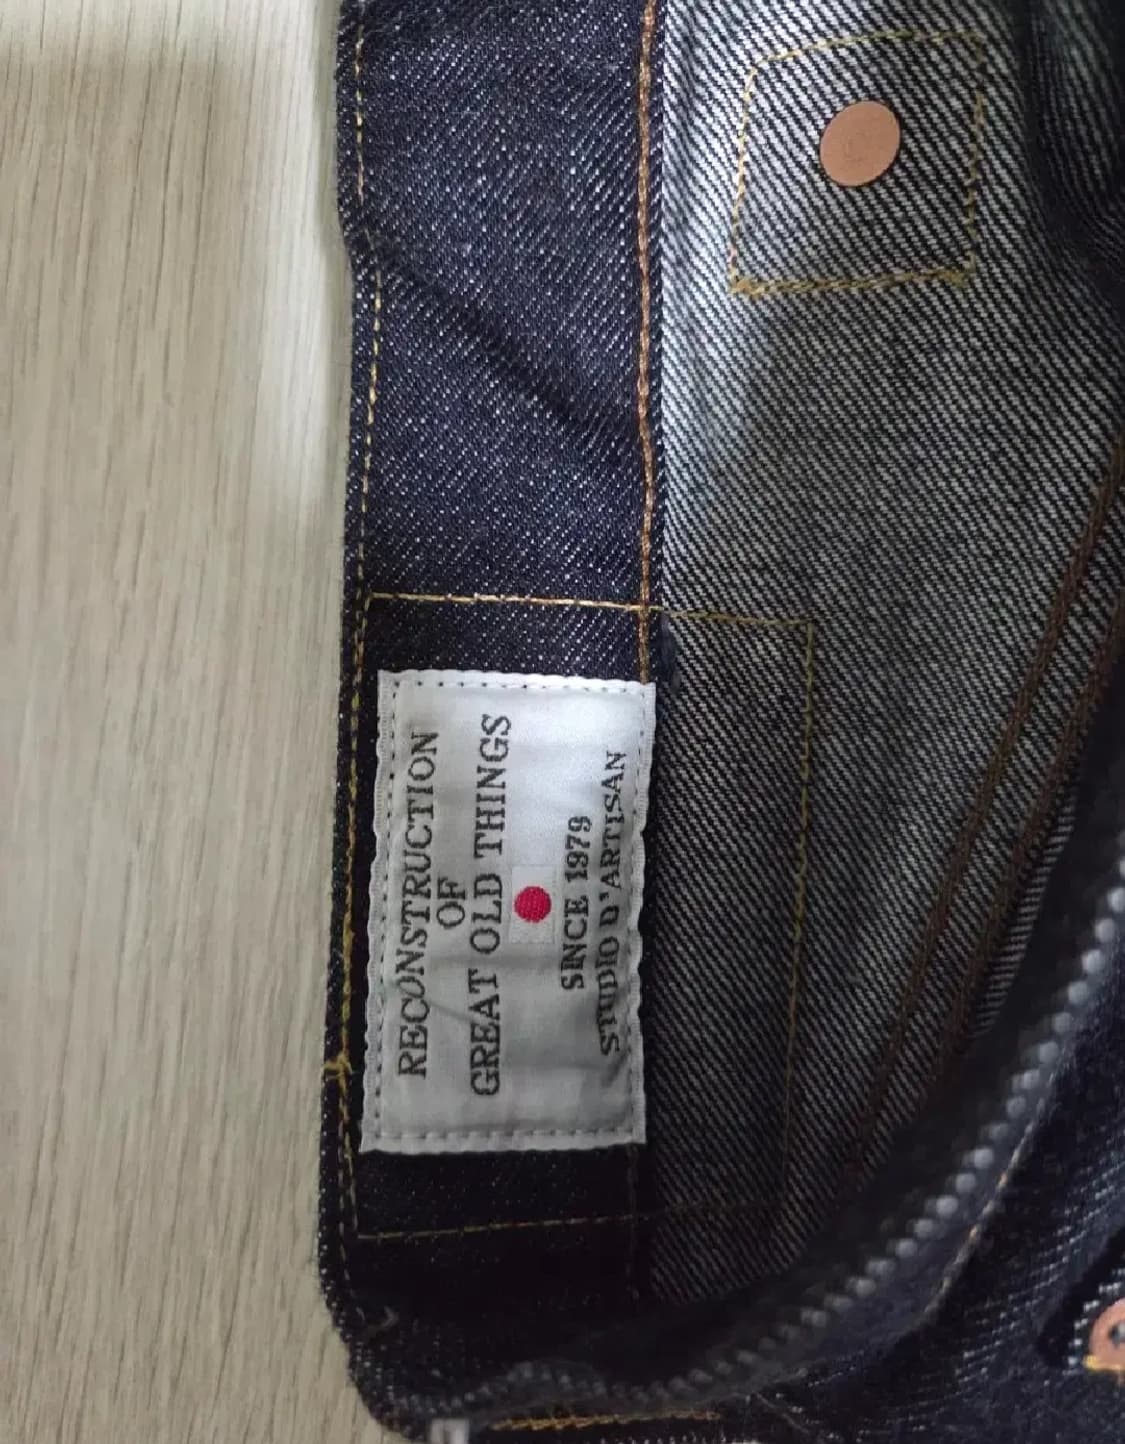 RECONSTRUCTION
OF
GREAT OLD THINGS
SINCE 1979
STUDIO D'ARTISAN